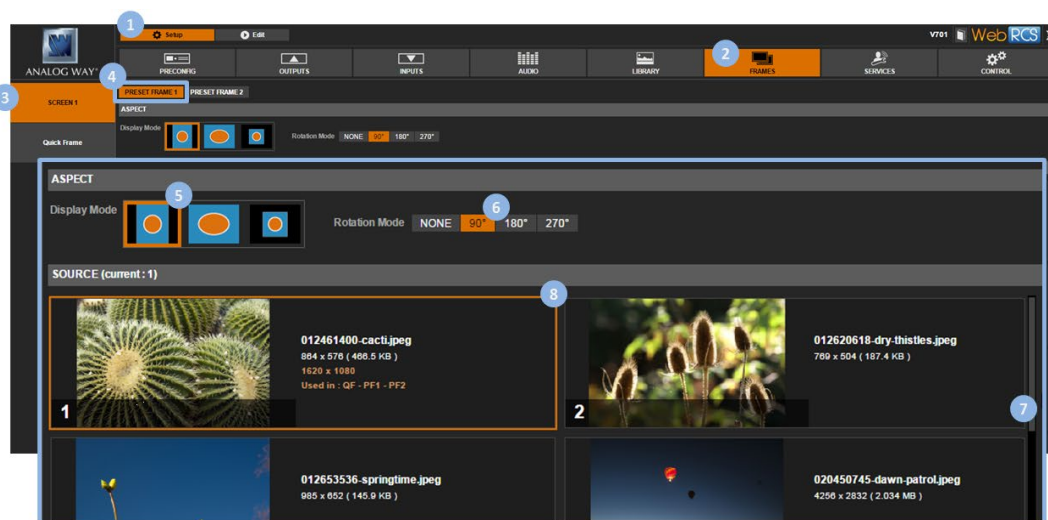 1
Setup
Edit
V701
Web RCS
ANALOG WAY®
PRECONFIG
OUTPUTS
INPUTS
AUDIO
2
LIBRARY
FRAMES
SERVICES
CONTROL
3
4
SCREEN 1
PRESET FRAME 1
PRESET FRAME 2
ASPECT
Quick Frame
Display Mode
Rotation Mode
NONE
90°
180°
270°
ASPECT
5
6
Display Mode
Rotation Mode
NONE
90°
180°
270°
SOURCE (current : 1)
8
012461400-cacti.jpeg
864 x 576 ( 466.5 KB )
1620 x 1080
Used in : QF - PF1 - PF2
1
012620618-dry-thistles.jpeg
769 x 504 ( 187.4 KB )
2
7
012653536-springtime.jpeg
985 x 652 ( 145.9 KB )
020450745-dawn-patrol.jpeg
4256 x 2832 ( 2.034 MB )